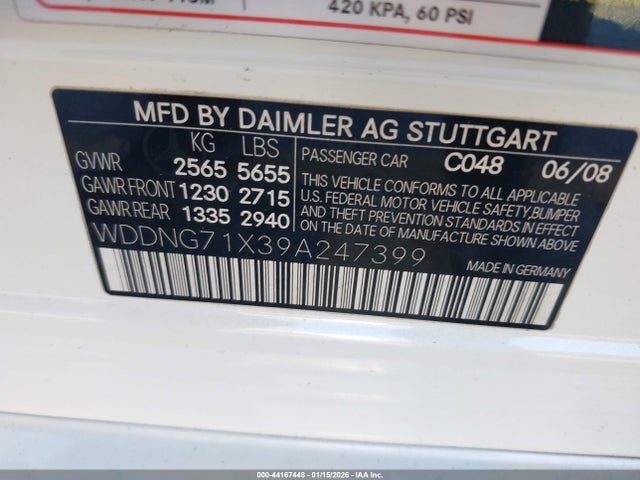 420 KPA, 60 PSI
MFD BY DAIMLER AG STUTTGART
KG LBS
GVWR 2565 5655
GAWR FRONT 1230 2715
GAWR REAR 1335 2940
PASSENGER CAR C048 06/08
THIS VEHICLE CONFORMS TO ALL APPLICABLE
U.S. FEDERAL MOTOR VEHICLE SAFETY,BUMPER
AND THEFT PREVENTION STANDARDS IN EFFECT
ON THE DATE OF MANUFACTURE SHOWN ABOVE
WDDNG71X39A247399
MADE IN GERMANY
000-44167448 - 01/15/2026 - IAA Inc.